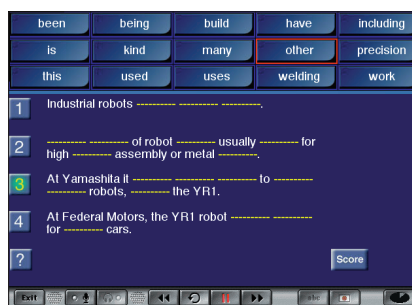 been being build have including
is kind many other precision
this used uses welding work
1 Industrial robots ---------- ---------- ----------.
2 ---------- ---------- of robot ---------- usually ---------- for
high ---------- assembly or metal ----------.
3 At Yamashita it ---------- ---------- ---------- to ----------
---------- robots, ---------- the YR1.
4 At Federal Motors, the YR1 robot ---------- ----------
for ---------- cars.
? Score
Exit abc